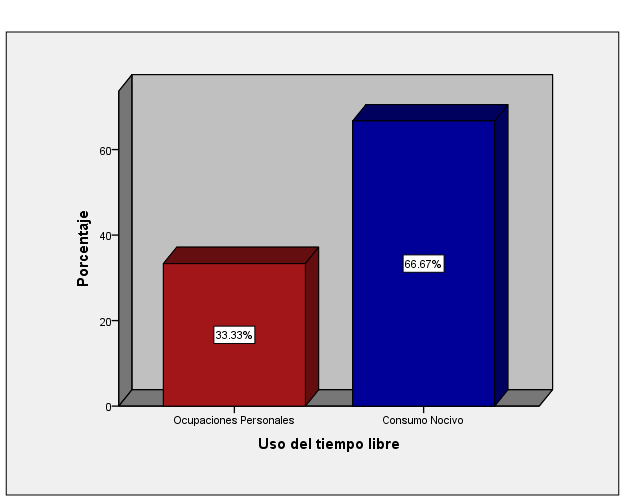 Porcentaje
60
40
20
0
66.67%
33.33%
Ocupaciones Personales
Consumo Nocivo
Uso del tiempo libre